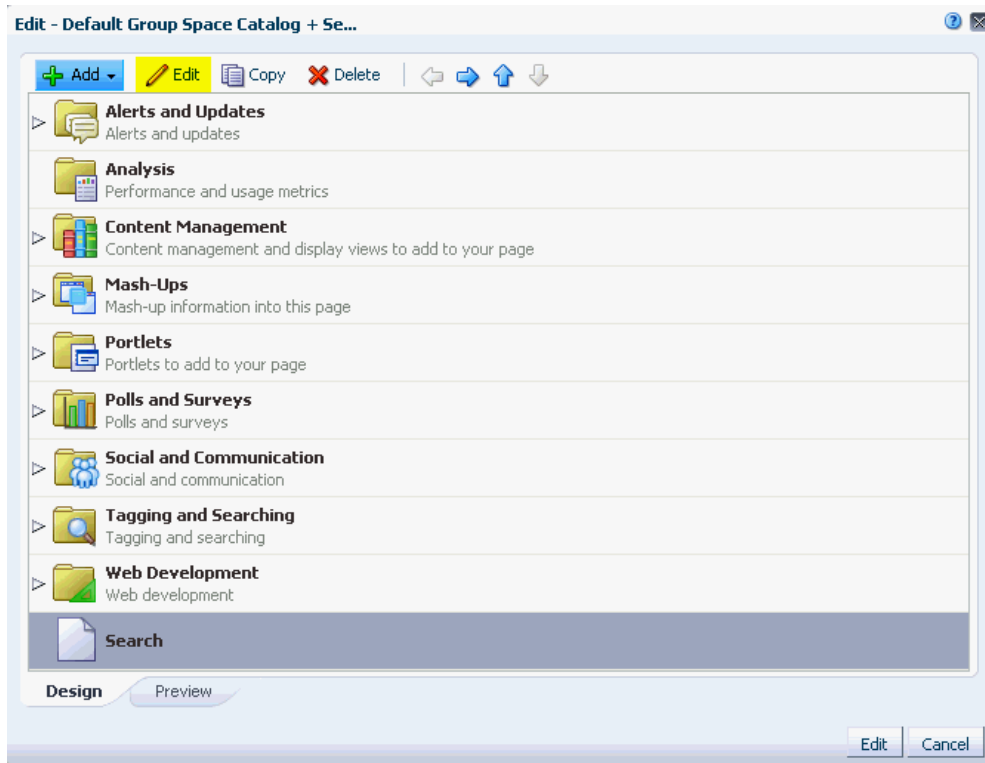 Edit - Default Group Space Catalog + Se...
Add Edit Copy Delete
Alerts and Updates
Alerts and updates
Analysis
Performance and usage metrics
Content Management
Content management and display views to add to your page
Mash-Ups
Mash-up information into this page
Portlets
Portlets to add to your page
Polls and Surveys
Polls and surveys
Social and Communication
Social and communication
Tagging and Searching
Tagging and searching
Web Development
Web development
Search
Design Preview
Edit Cancel